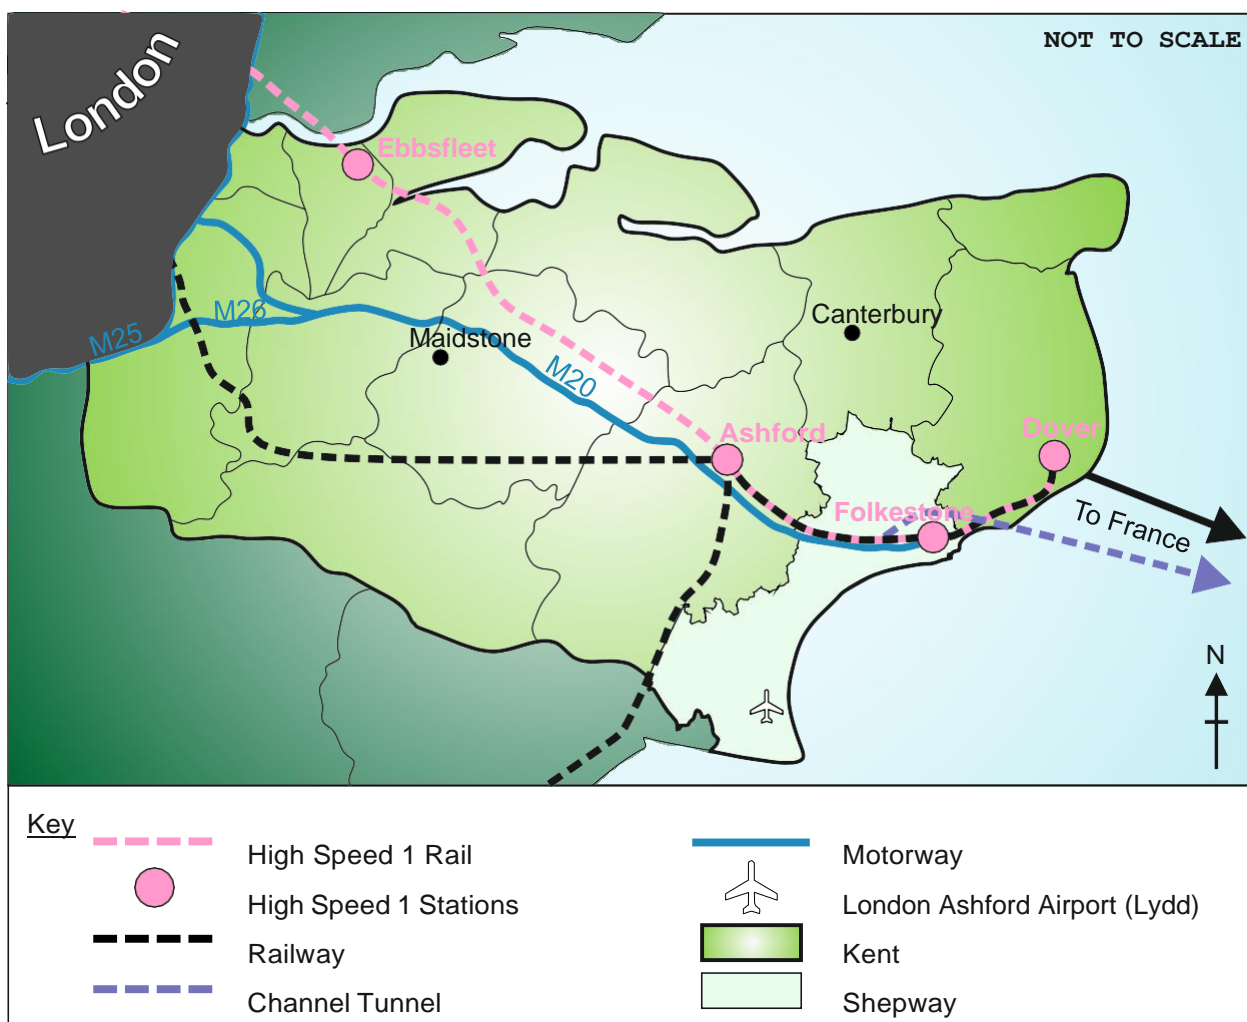 NOT TO SCALE
London
Ebbsfleet
M25
M26
Maidstone
M20
Canterbury
Ashford
Dover
Folkestone
To France
N
Key
High Speed 1 Rail
High Speed 1 Stations
Railway
Channel Tunnel
Motorway
London Ashford Airport (Lydd)
Kent
Shepway